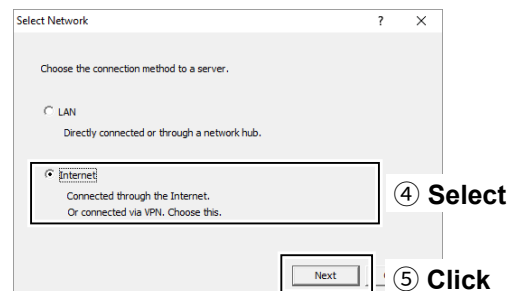 Select Network ? ×
Choose the connection method to a server.
LAN
Directly connected or through a network hub.
Internet
Connected through the Internet.
Or connected via VPN. Choose this.
④ Select
Next
⑤ Click